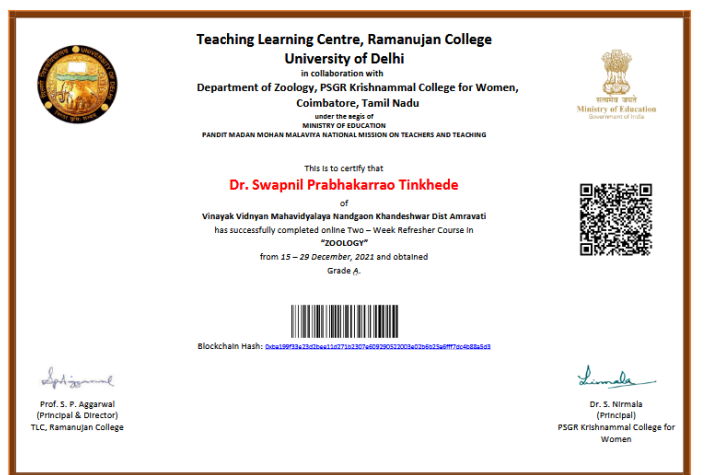 Teaching Learning Centre, Ramanujan College
University of Delhi
in collaboration with
Department of Zoology, PSGR Krishnammal College for Women,
Coimbatore, Tamil Nadu
under the aegis of
MINISTRY OF EDUCATION
PANDIT MADAN MOHAN MALAVIYA NATIONAL MISSION ON TEACHERS AND TEACHING
सत्यमेव जयते
Ministry of Education
Government of India
This is to certify that
Dr. Swapnil Prabhakarrao Tinkhede
of
Vinayak Vidnyan Mahavidyalaya Nandgaon Khandeshwar Dist Amravati
has successfully completed online Two – Week Refresher Course in
“ZOOLOGY”
from 15 – 29 December, 2021 and obtained
Grade A.
Blockchain Hash:
Prof. S. P. Aggarwal
(Principal & Director)
TLC, Ramanujan College
Dr. S. Nirmala
(Principal)
PSGR Krishnammal College for
Women